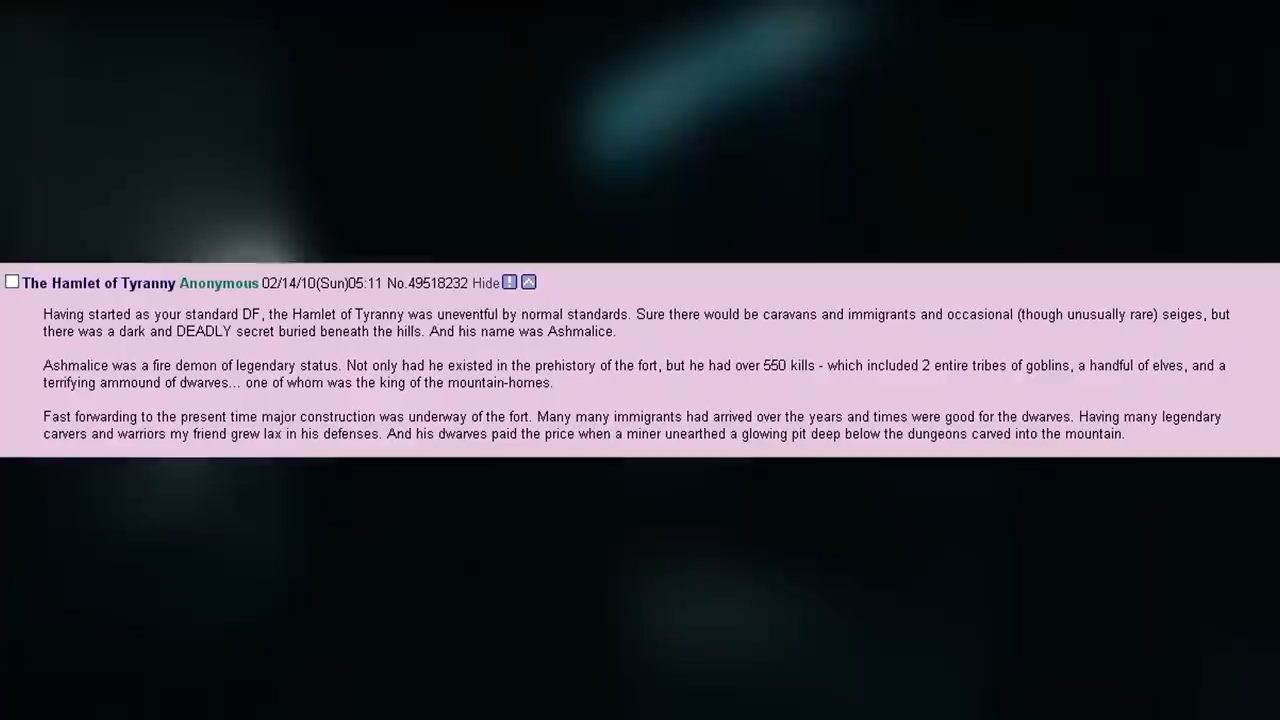 The Hamlet of Tyranny Anonymous 02/14/10(Sun)05:11 No.49518232 Hide
Having started as your standard DF, the Hamlet of Tyranny was uneventful by normal standards. Sure there would be caravans and immigrants and occasional (though unusually rare) seiges, but
there was a dark and DEADLY secret buried beneath the hills. And his name was Ashmalice.
Ashmalice was a fire demon of legendary status. Not only had he existed in the prehistory of the fort, but he had over 550 kills - which included 2 entire tribes of goblins, a handful of elves, and a
terrifying ammound of dwarves... one of whom was the king of the mountain-homes.
Fast forwarding to the present time major construction was underway of the fort. Many many immigrants had arrived over the years and times were good for the dwarves. Having many legendary
carvers and warriors my friend grew lax in his defenses. And his dwarves paid the price when a miner unearthed a glowing pit deep below the dungeons carved into the mountain.